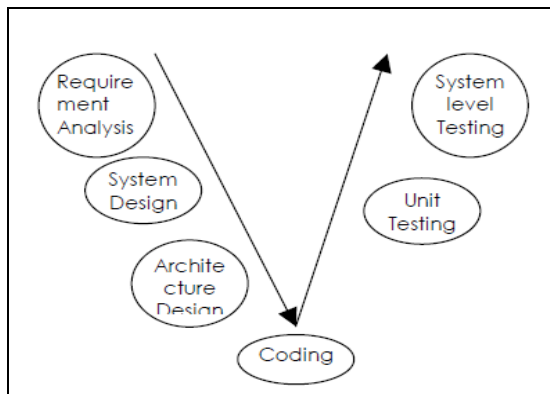 Require
ment
Analysis
System
Design
Archite
cture
Design
Coding
System
level
Testing
Unit
Testing